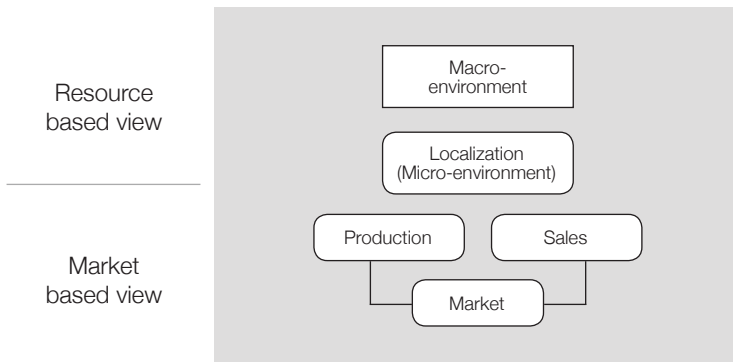 Resource
based view
Macro-
environment
Localization
(Micro-environment)
Market
based view
Production
Sales
Market